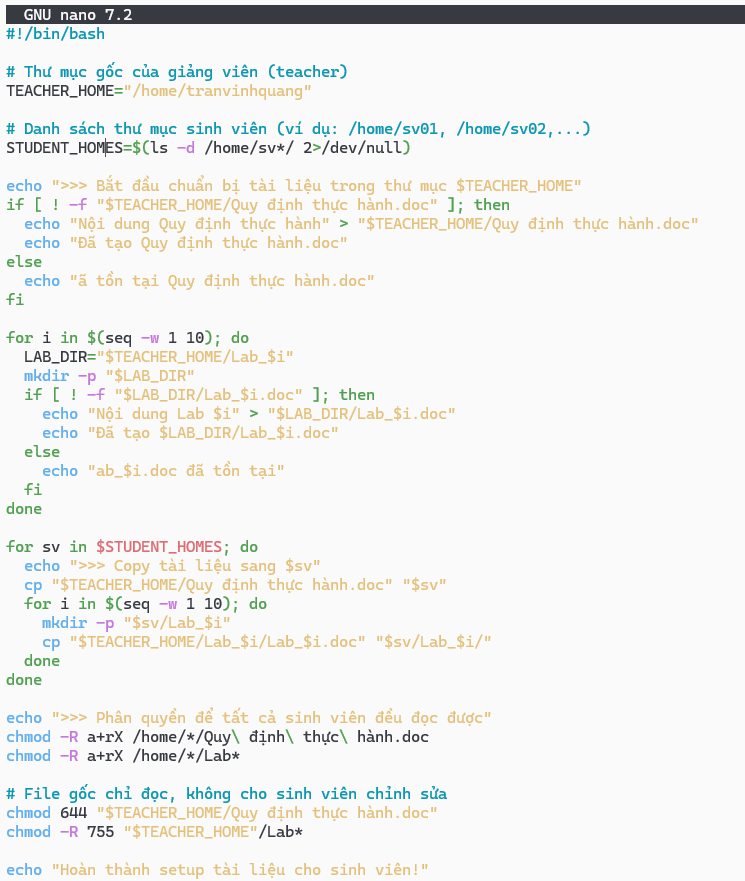 GNU nano 7.2
#!/bin/bash
# Thư mục gốc của giảng viên (teacher)
TEACHER_HOME="/home/tranvinhquang"
# Danh sách thư mục sinh viên (ví dụ: /home/sv01, /home/sv02,...)
STUDENT_HOMES=$(ls -d /home/sv*/ 2>/dev/null)
echo ">>> Bắt đầu chuẩn bị tài liệu trong thư mục $TEACHER_HOME"
if [ ! -f "$TEACHER_HOME/Quy định thực hành.doc" ]; then
  echo "Nội dung Quy định thực hành" > "$TEACHER_HOME/Quy định thực hành.doc"
  echo "Đã tạo Quy định thực hành.doc"
else
  echo "ã tồn tại Quy định thực hành.doc"
fi
for i in $(seq -w 1 10); do
  LAB_DIR="$TEACHER_HOME/Lab_$i"
  mkdir -p "$LAB_DIR"
  if [ ! -f "$LAB_DIR/Lab_$i.doc" ]; then
    echo "Nội dung Lab $i" > "$LAB_DIR/Lab_$i.doc"
    echo "Đã tạo $LAB_DIR/Lab_$i.doc"
  else
    echo "ab_$i.doc đã tồn tại"
  fi
done
for sv in $STUDENT_HOMES; do
  echo ">>> Copy tài liệu sang $sv"
  cp "$TEACHER_HOME/Quy định thực hành.doc" "$sv"
  for i in $(seq -w 1 10); do
    mkdir -p "$sv/Lab_$i"
    cp "$TEACHER_HOME/Lab_$i/Lab_$i.doc" "$sv/Lab_$i/"
  done
done
echo ">>> Phân quyền để tất cả sinh viên đều đọc được"
chmod -R a+rX /home/*/Quy\ định\ thực\ hành.doc
chmod -R a+rX /home/*/Lab*
# File gốc chỉ đọc, không cho sinh viên chỉnh sửa
chmod 644 "$TEACHER_HOME/Quy định thực hành.doc"
chmod -R 755 "$TEACHER_HOME"/Lab*
echo "Hoàn thành setup tài liệu cho sinh viên!"